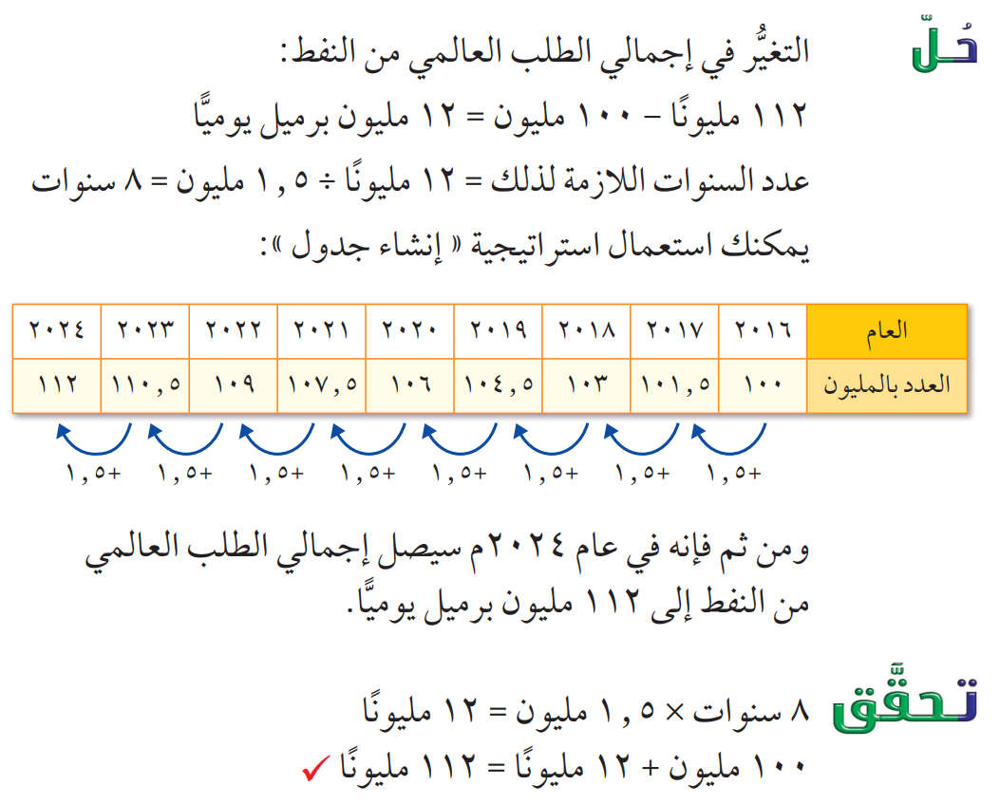 حُلّ
التغيُّر في إجمالي الطلب العالمي من النفط:
١١٢ مليونًا – ١٠٠ مليون = ١٢ مليون برميل يوميًّا
عدد السنوات اللازمة لذلك = ١٢ مليونًا ÷ ١,٥ مليون = ٨ سنوات
يمكنك استعمال استراتيجية «إنشاء جدول»:
العام ٢٠١٦ ٢٠١٧ ٢٠١٨ ٢٠١٩ ٢٠٢٠ ٢٠٢١ ٢٠٢٢ ٢٠٢٣ ٢٠٢٤
العدد بالمليون ١٠٠ ١٠١,٥ ١٠٣ ١٠٤,٥ ١٠٦ ١٠٧,٥ ١٠٩ ١١٠,٥ ١١٢
+١,٥ +١,٥ +١,٥ +١,٥ +١,٥ +١,٥ +١,٥ +١,٥
ومن ثم فإنه في عام ٢٠٢٤م سيصل إجمالي الطلب العالمي
من النفط إلى ١١٢ مليون برميل يوميًّا.
تحقَّق
٨ سنوات × ١,٥ مليون = ١٢ مليونًا
١٠٠ مليون + ١٢ مليونًا = ١١٢ مليونًا ✓